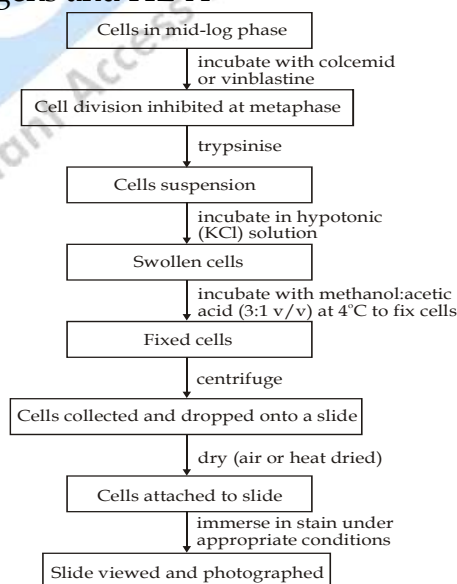 Cells in mid-log phase
incubate with colcemid
or vinblastine
Cell division inhibited at metaphase
trypsinise
Cells suspension
incubate in hypotonic
(KCl) solution
Swollen cells
incubate with methanol:acetic
acid (3:1 v/v) at 4°C to fix cells
Fixed cells
centrifuge
Cells collected and dropped onto a slide
dry (air or heat dried)
Cells attached to slide
immerse in stain under
appropriate conditions
Slide viewed and photographed